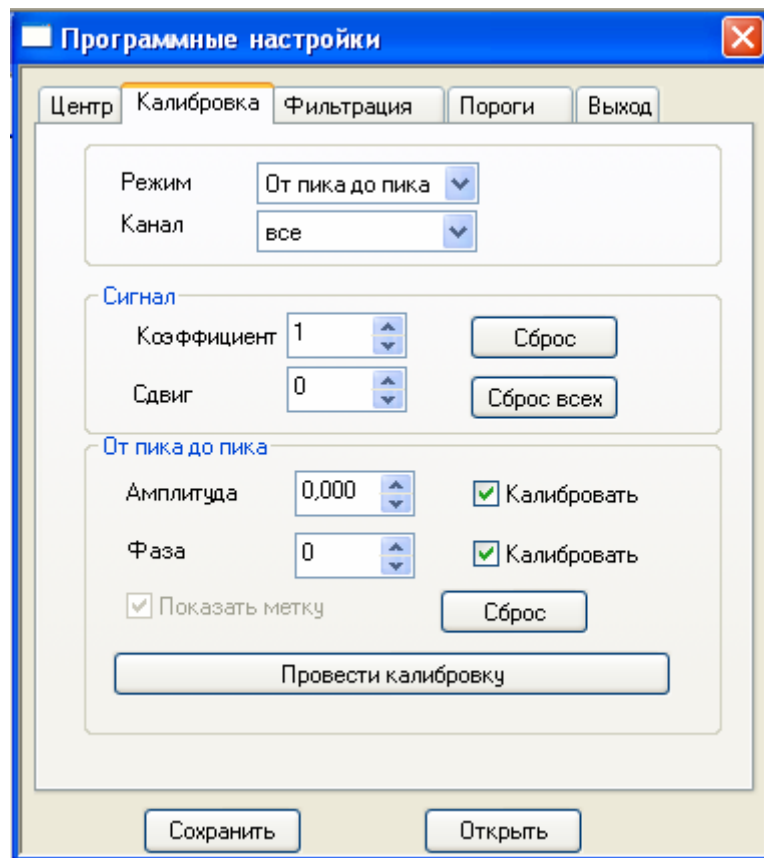 Программные настройки
Центр Калибровка Фильтрация Пороги Выход
Режим От пика до пика
Канал все
Сигнал
Коэффициент 1 Сброс
Сдвиг 0 Сброс всех
От пика до пика
Амплитуда 0,000 Калибровать
Фаза 0 Калибровать
Показать метку Сброс
Провести калибровку
Сохранить Открыть